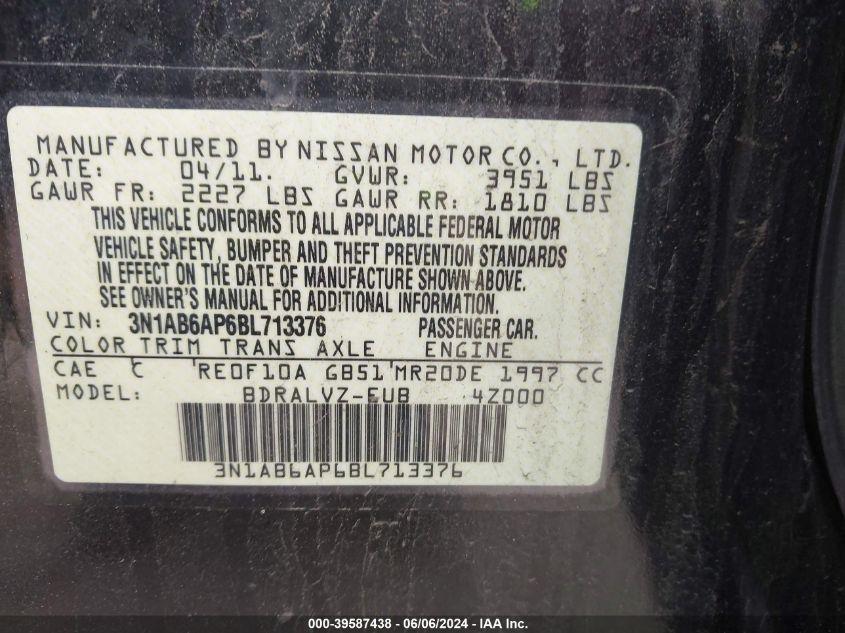 MANUFACTURED BY NISSAN MOTOR CO., LTD.
DATE: 04/11. GVWR: 3951 LBS
GAWR FR: 2227 LBS GAWR RR: 1810 LBS
THIS VEHICLE CONFORMS TO ALL APPLICABLE FEDERAL MOTOR
VEHICLE SAFETY, BUMPER AND THEFT PREVENTION STANDARDS
IN EFFECT ON THE DATE OF MANUFACTURE SHOWN ABOVE.
SEE OWNER'S MANUAL FOR ADDITIONAL INFORMATION.
VIN: 3N1AB6AP6BL713376 PASSENGER CAR.
COLOR TRIM TRANS AXLE ENGINE
CAE C RE0F10A GB51 MR20DE 1997 CC
MODEL: BDRALVZ-EUB 4Z000
3N1AB6AP6BL713376
000-39587438 - 06/06/2024 - IAA Inc.